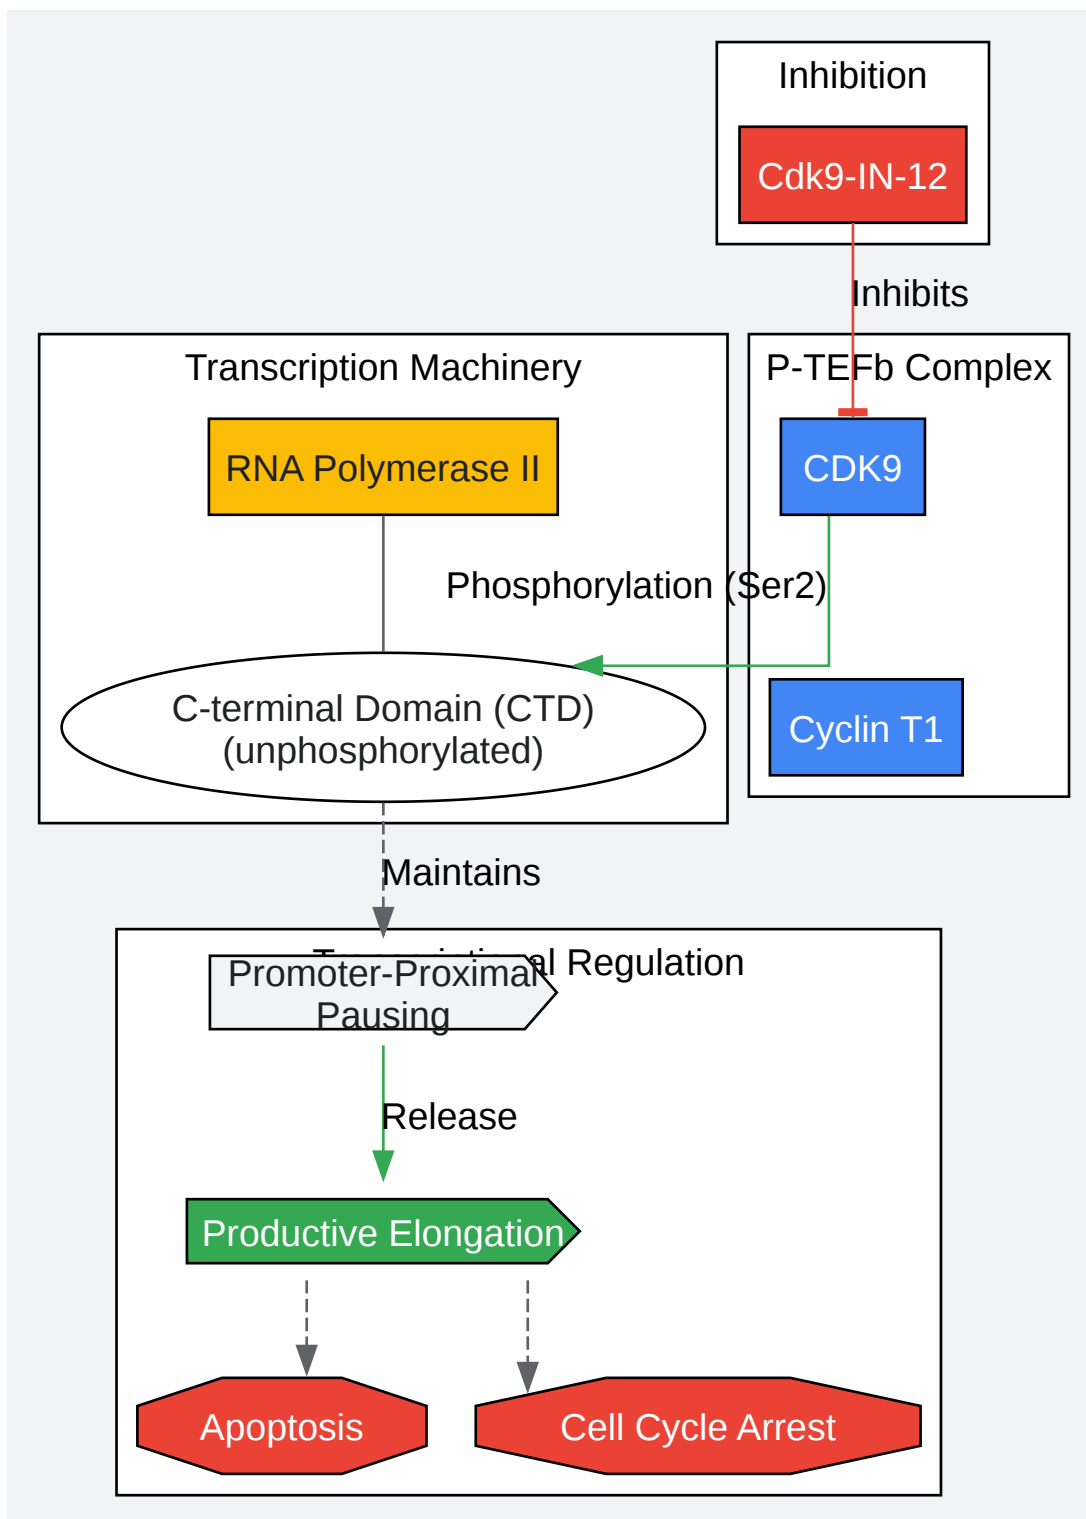 Inhibition
Cdk9-IN-12
Inhibits
Transcription Machinery
P-TEFb Complex
RNA Polymerase II
CDK9
Phosphorylation (Ser2)
C-terminal Domain (CTD)
(unphosphorylated)
Cyclin T1
Maintains
Regulation
Promoter-Proximal
Pausing
Release
Productive Elongation
Apoptosis
Cell Cycle Arrest